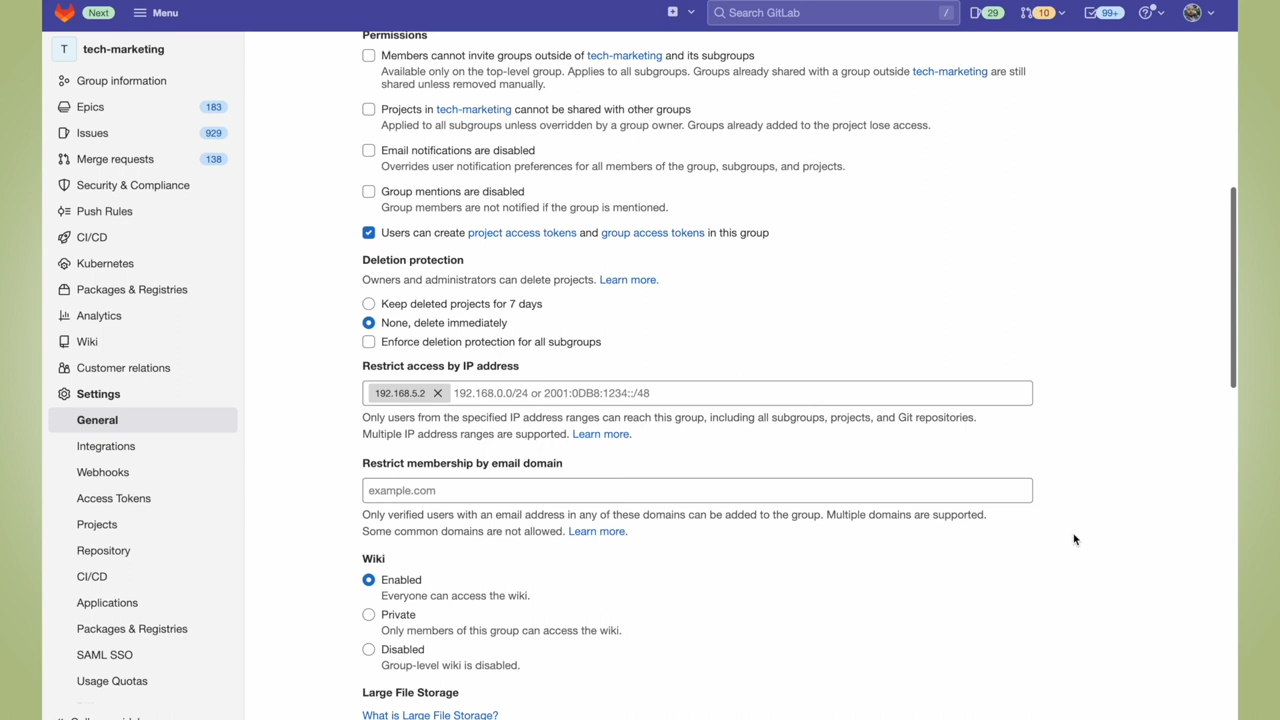 Next
Menu
Search GitLab
/
29
10
99+
T
tech-marketing
Group information
Epics
183
Issues
929
Merge requests
138
Security & Compliance
Push Rules
CI/CD
Kubernetes
Packages & Registries
Analytics
Wiki
Customer relations
Settings
General
Integrations
Webhooks
Access Tokens
Projects
Repository
CI/CD
Applications
Packages & Registries
SAML SSO
Usage Quotas
Permissions
Members cannot invite groups outside of tech-marketing and its subgroups
Available only on the top-level group. Applies to all subgroups. Groups already shared with a group outside tech-marketing are still
shared unless removed manually.
Projects in tech-marketing cannot be shared with other groups
Applied to all subgroups unless overridden by a group owner. Groups already added to the project lose access.
Email notifications are disabled
Overrides user notification preferences for all members of the group, subgroups, and projects.
Group mentions are disabled
Group members are not notified if the group is mentioned.
Users can create project access tokens and group access tokens in this group
Deletion protection
Owners and administrators can delete projects. Learn more.
Keep deleted projects for 7 days
None, delete immediately
Enforce deletion protection for all subgroups
Restrict access by IP address
192.168.5.2 192.168.0.0/24 or 2001:0DB8:1234::/48
Only users from the specified IP address ranges can reach this group, including all subgroups, projects, and Git repositories.
Multiple IP address ranges are supported. Learn more.
Restrict membership by email domain
example.com
Only verified users with an email address in any of these domains can be added to the group. Multiple domains are supported.
Some common domains are not allowed. Learn more.
Wiki
Enabled
Everyone can access the wiki.
Private
Only members of this group can access the wiki.
Disabled
Group-level wiki is disabled.
Large File Storage
What is Large File Storage?